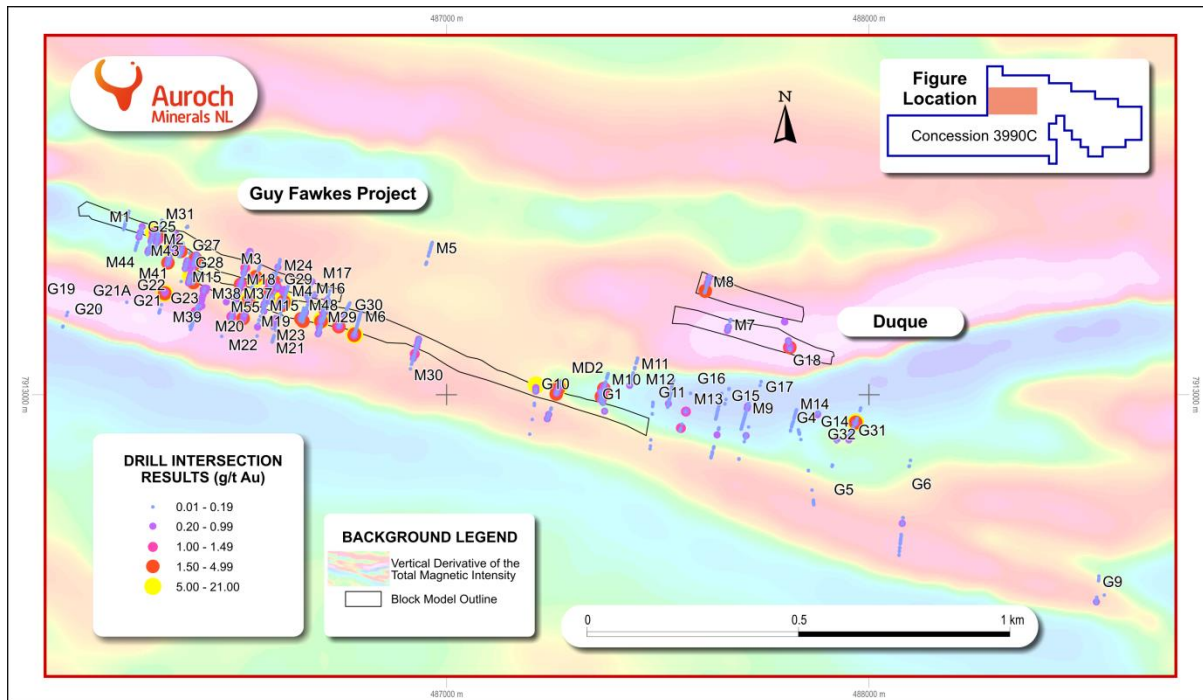 487000 m
488000 m
Auroch
Minerals NL
N
Figure
Location
Concession 3990C
Guy Fawkes Project
Duque
M1
M31
G25
M2
M43
M44
G27
G28
M41
M15
G22
G21A
G21
G23
G19
G20
M39
M3
M24
M18
G29
M17
M16
M4
M38
M37
M55
M15
M48
G30
M20
M19
M29
M6
M22
M23
M21
M30
M5
M8
M7
G18
G10
MD2
M11
M10
M12
G1
G11
G16
M13
G15
G17
M9
M14
G4
G14
G32
G31
G5
G6
G9
7913000 m
7913000 m
DRILL INTERSECTION
RESULTS (g/t Au)
0.01 - 0.19
0.20 - 0.99
1.00 - 1.49
1.50 - 4.99
5.00 - 21.00
BACKGROUND LEGEND
Vertical Derivative of the
Total Magnetic Intensity
Block Model Outline
0
0.5
1 km
487000 m
488000 m